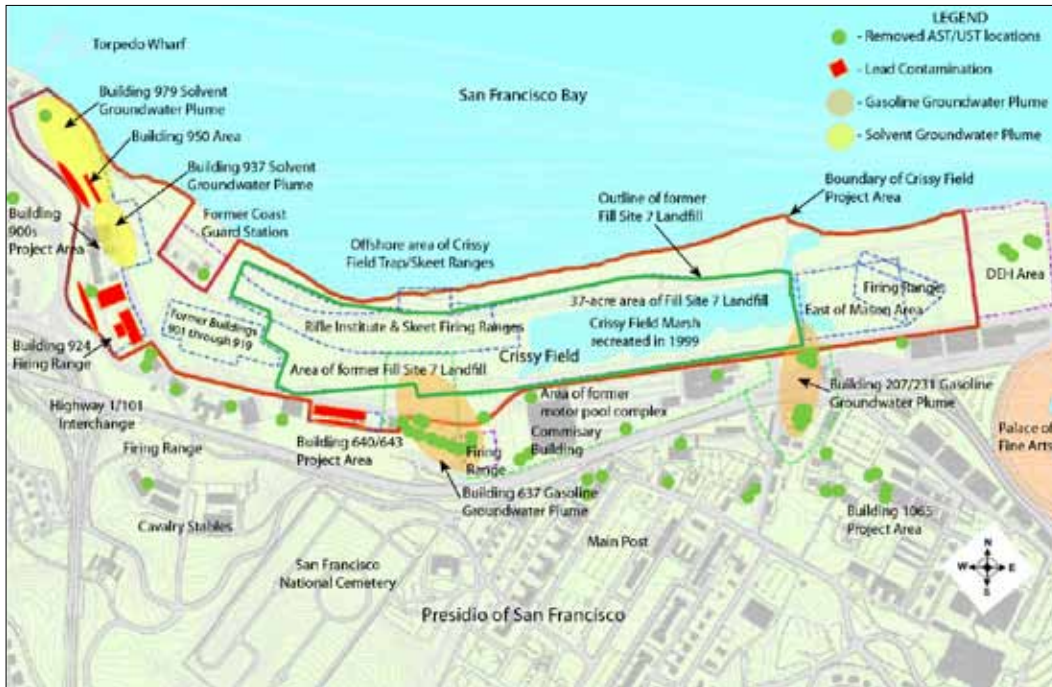 LEGEND
- Removed AST/UST locations
- Lead Contamination
- Gasoline Groundwater Plume
- Solvent Groundwater Plume
Torpedo Wharf
San Francisco Bay
Building 979 Solvent
Groundwater Plume
Building 950 Area
Building 937 Solvent
Groundwater Plume
Building
900s
Project Area
Former Coast
Guard Station
Offshore area of Crissy
Field Trap/Skeet Ranges
Outline of former
Fill Site 7 Landfill
Boundary of Crissy Field
Project Area
DEH Area
Firing Range
East of Mason Area
37-acre area of Fill Site 7 Landfill
Crissy Field Marsh
recreated in 1999
Rifle Institute & Skeet Firing Ranges
Former Buildings
901 through 919
Crissy Field
Area of former Fill Site 7 Landfill
Building 924
Firing Range
Highway 1/101
Interchange
Firing Range
Building 640/643
Project Area
Firing
Range
Area of former
motor pool complex
Commisary
Building
Building 207/231 Gasoline
Groundwater Plume
Palace of
Fine Arts
Building 637 Gasoline
Groundwater Plume
Building 1065
Project Area
Cavalry Stables
Main Post
San Francisco
National Cemetery
Presidio of San Francisco
N
W
E
S